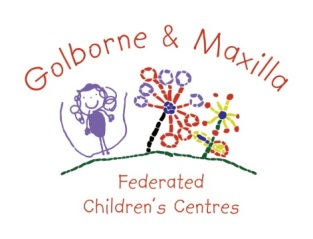 Golborne & Maxilla
Federated
Children's Centres